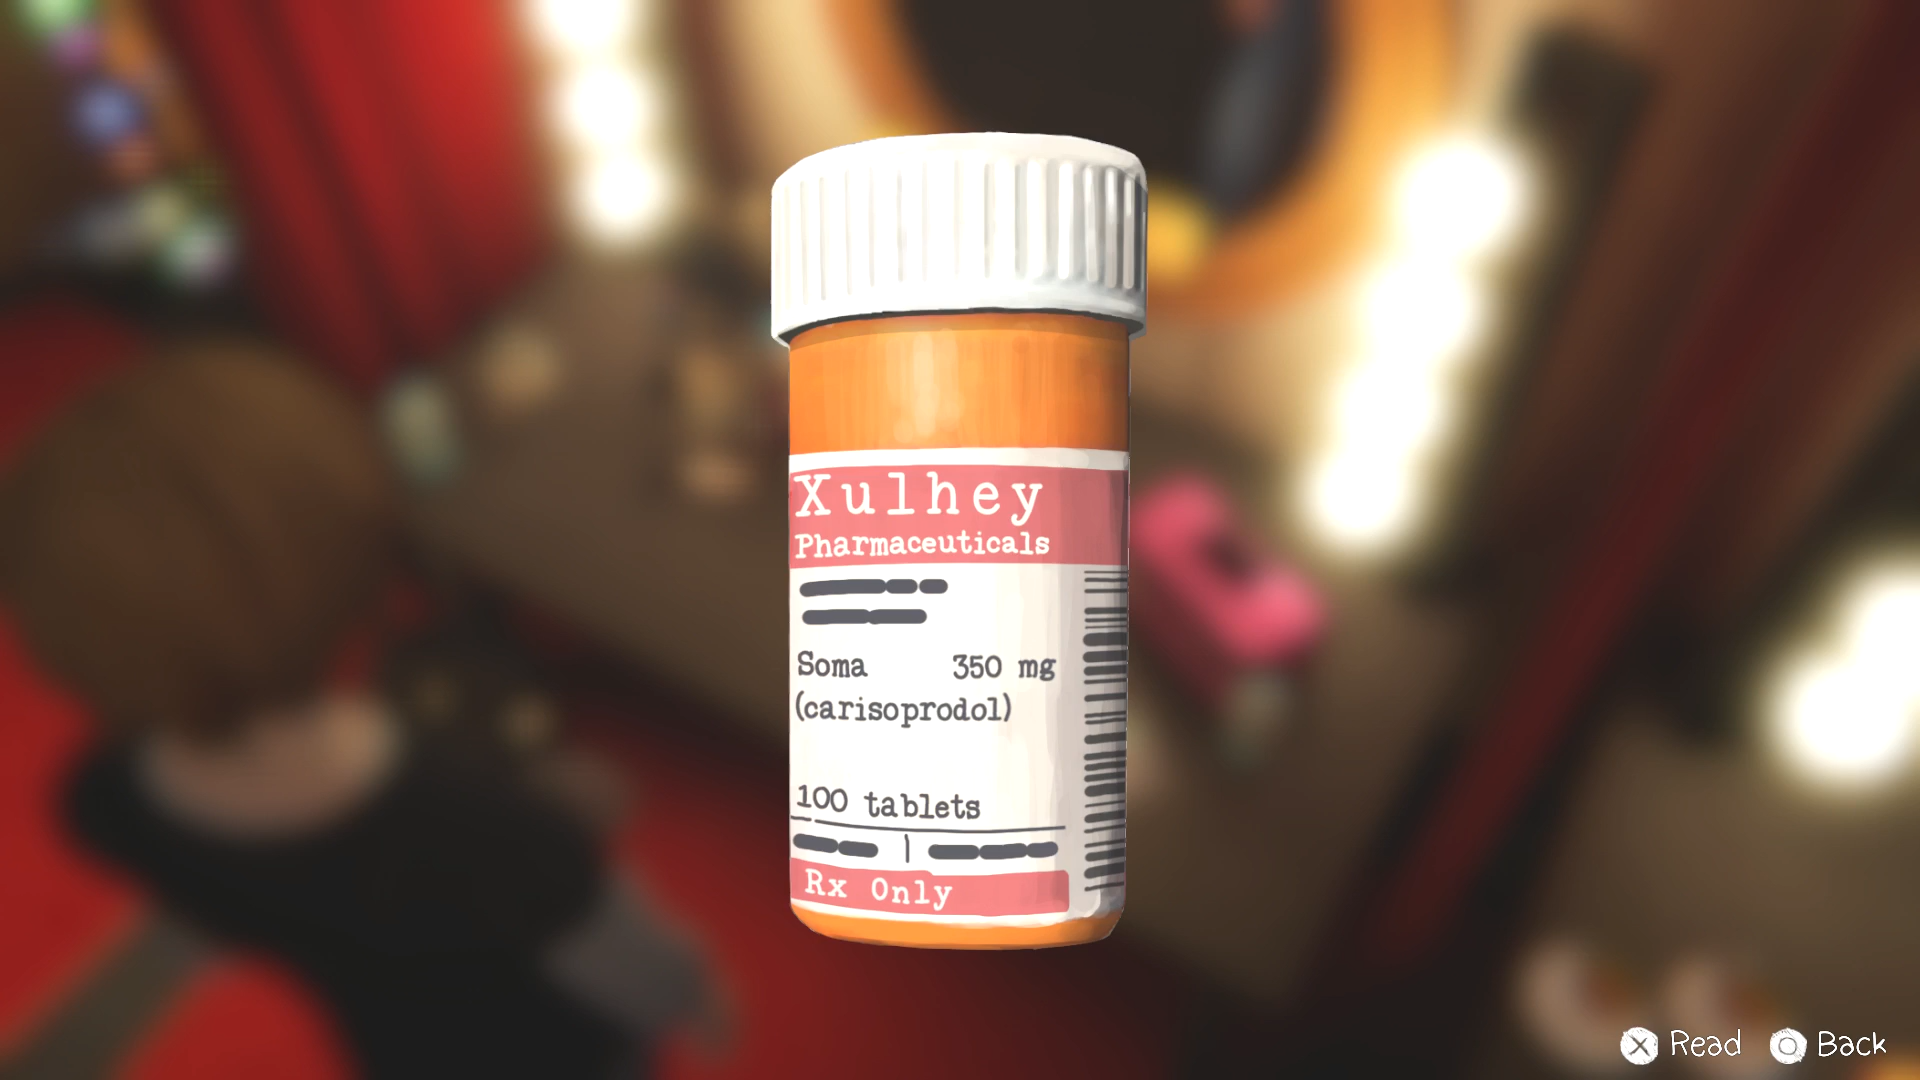 Xulhey
Pharmaceuticals
Soma 350 mg
(carisoprodol)
100 tablets
Rx Only
Read Back